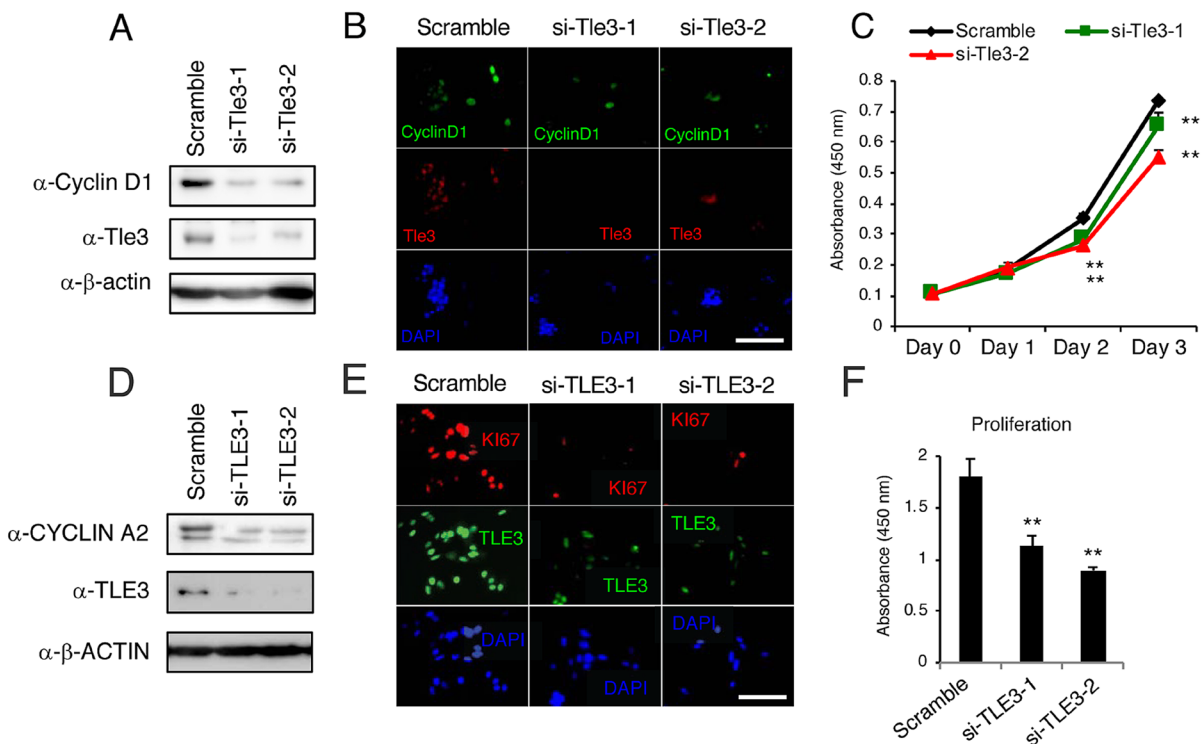 A
Scramble
si-Tle3-1
si-Tle3-2
α-Cyclin D1
α-Tle3
α-β-actin
B
Scramble si-Tle3-1 si-Tle3-2
CyclinD1 CyclinD1 CyclinD1
Tle3 Tle3 Tle3
DAPI DAPI DAPI
C
Scramble si-Tle3-1
si-Tle3-2
Absorbance (450 nm)
0.8
0.7
0.6
0.5
0.4
0.3
0.2
0.1
0
**
**
**
**
Day 0 Day 1 Day 2 Day 3
D
Scramble
si-TLE3-1
si-TLE3-2
α-CYCLIN A2
α-TLE3
α-β-ACTIN
E
Scramble si-TLE3-1 si-TLE3-2
KI67 KI67 KI67
TLE3 TLE3 TLE3
DAPI DAPI DAPI
F
Proliferation
Absorbance (450 nm)
2
1.5
1
0.5
0
**
**
Scramble
si-TLE3-1
si-TLE3-2